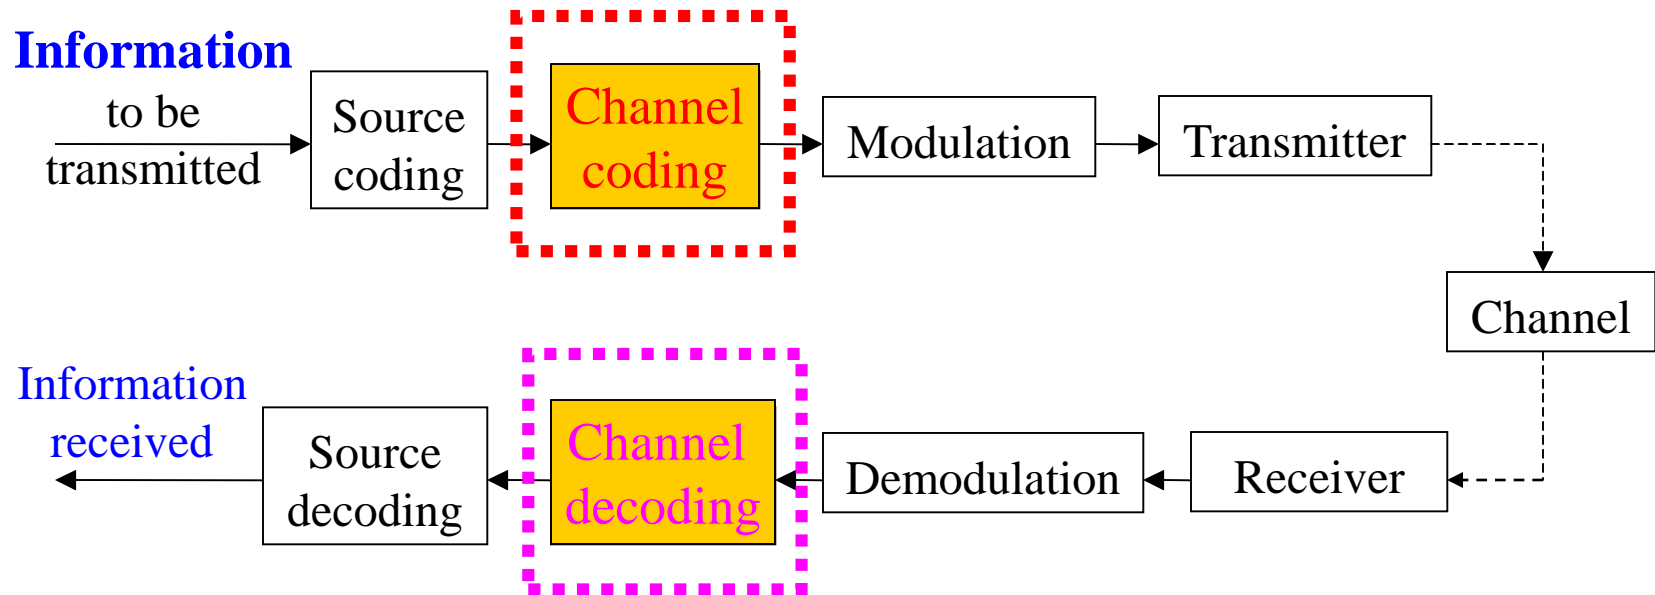 Information
to be
transmitted
Source
coding
Channel
coding
Modulation
Transmitter
Channel
Information
received
Source
decoding
Channel
decoding
Demodulation
Receiver